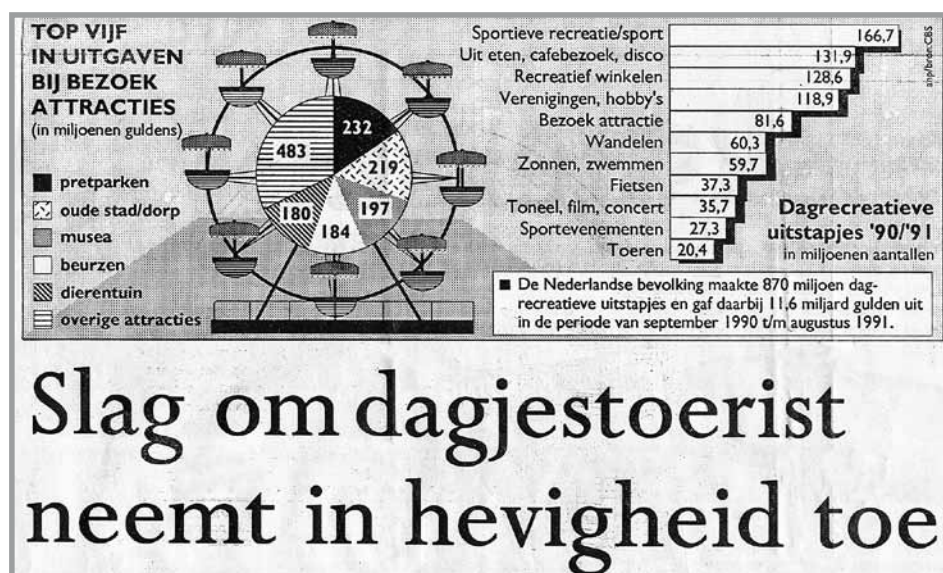 TOP VIJF
IN UITGAVEN
BIJ BEZOEK
ATTRACTIES
(in miljoenen guldens)
pretparken
oude stad/dorp
musea
beurzen
dierentuin
overige attracties
232
219
197
184
180
483
Sportieve recreatie/sport 166,7
Uit eten, cafebezoek, disco 131,9
Recreatief winkelen 128,6
Verenigingen, hobby's 118,9
Bezoek attractie 81,6
Wandelen 60,3
Zonnen, zwemmen 59,7
Fietsen 37,3
Toneel, film, concert 35,7
Sportevenementen 27,3
Toeren 20,4
anp/bron:CBS
Dagrecreatieve
uitstapjes '90/'91
in miljoenen aantallen
De Nederlandse bevolking maakte 870 miljoen dag-
recreatieve uitstapjes en gaf daarbij 11,6 miljard gulden uit
in de periode van september 1990 t/m augustus 1991.
Slag om dagjestoerist
neemt in hevigheid toe